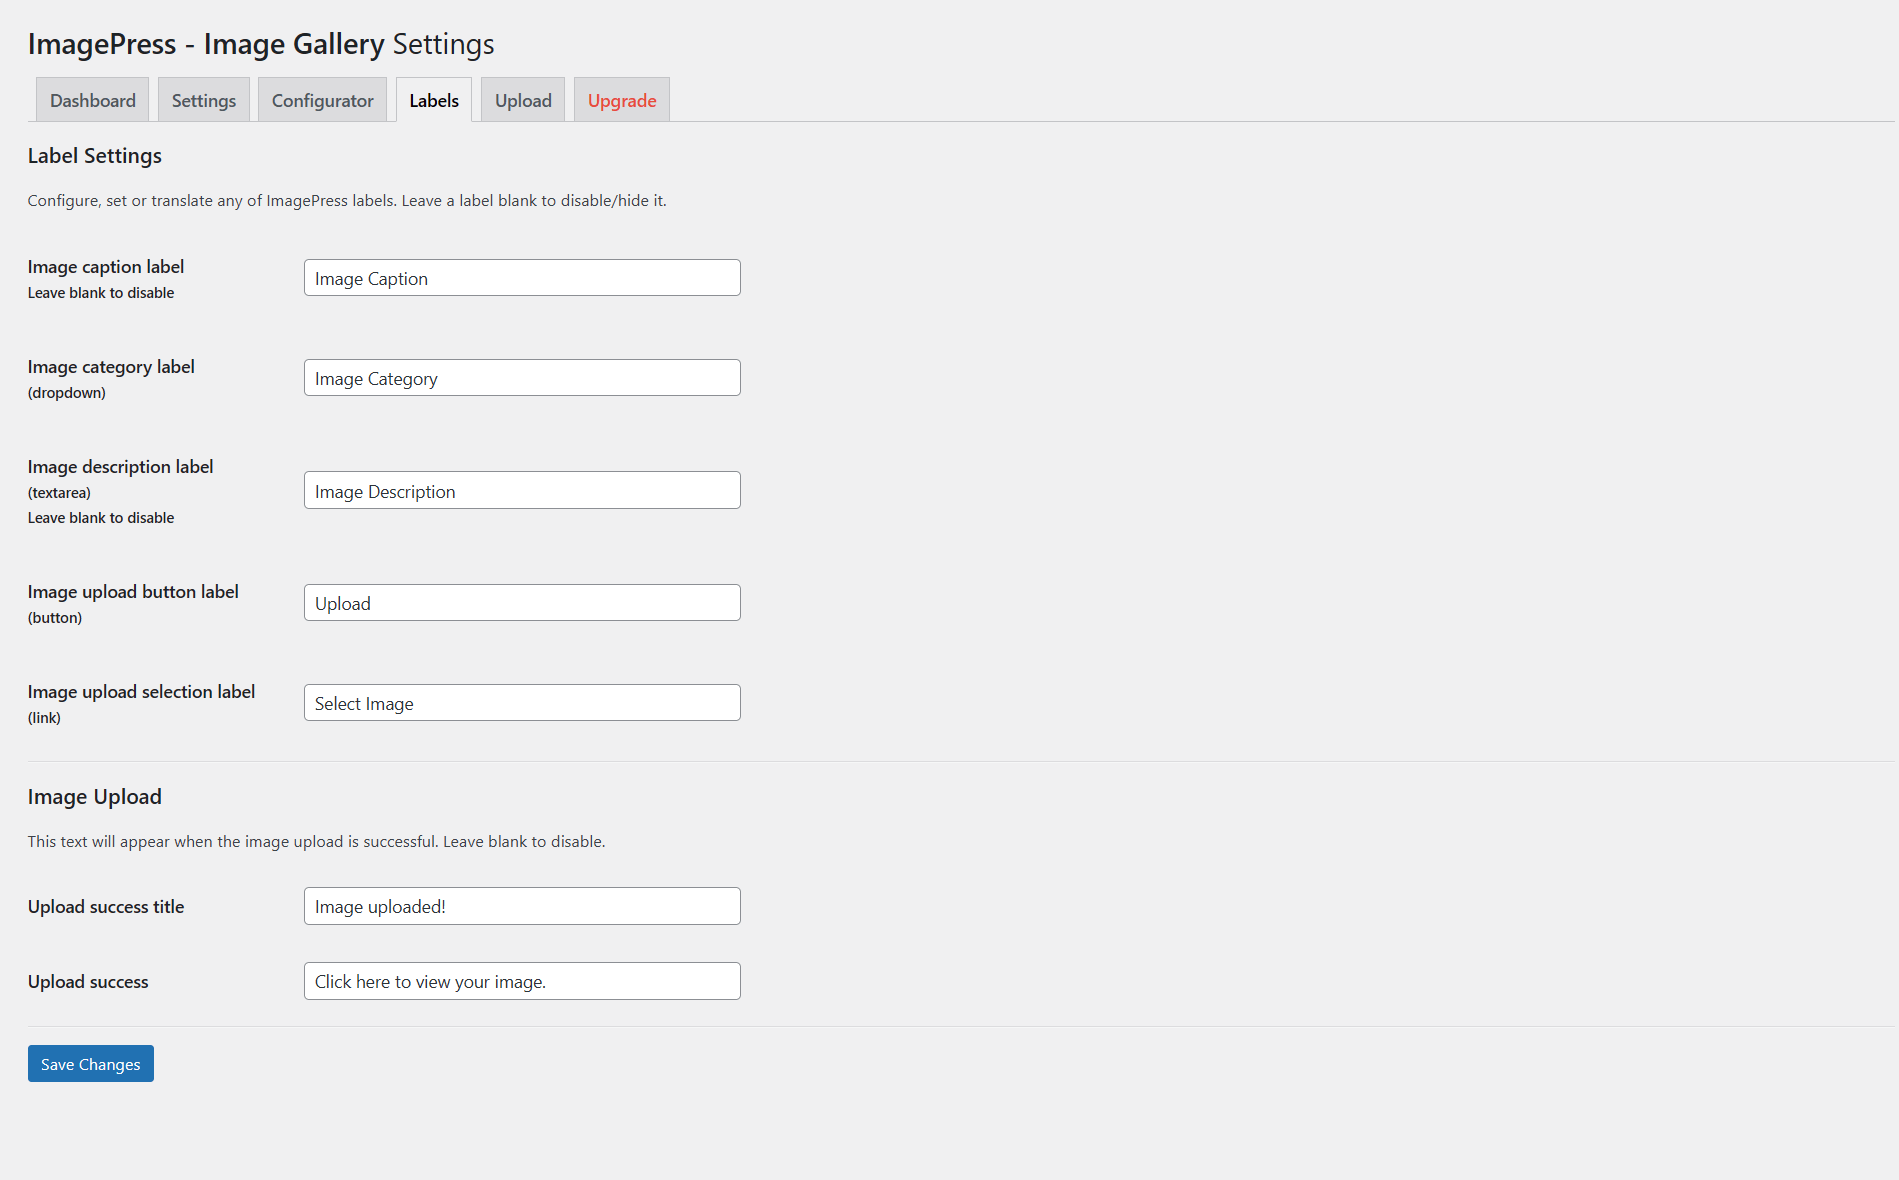 ImagePress - Image Gallery Settings
Dashboard Settings Configurator Labels Upload Upgrade
Label Settings
Configure, set or translate any of ImagePress labels. Leave a label blank to disable/hide it.
Image caption label
Leave blank to disable
Image Caption
Image category label
(dropdown)
Image Category
Image description label
(textarea)
Leave blank to disable
Image Description
Image upload button label
(button)
Upload
Image upload selection label
(link)
Select Image
Image Upload
This text will appear when the image upload is successful. Leave blank to disable.
Upload success title
Image uploaded!
Upload success
Click here to view your image.
Save Changes